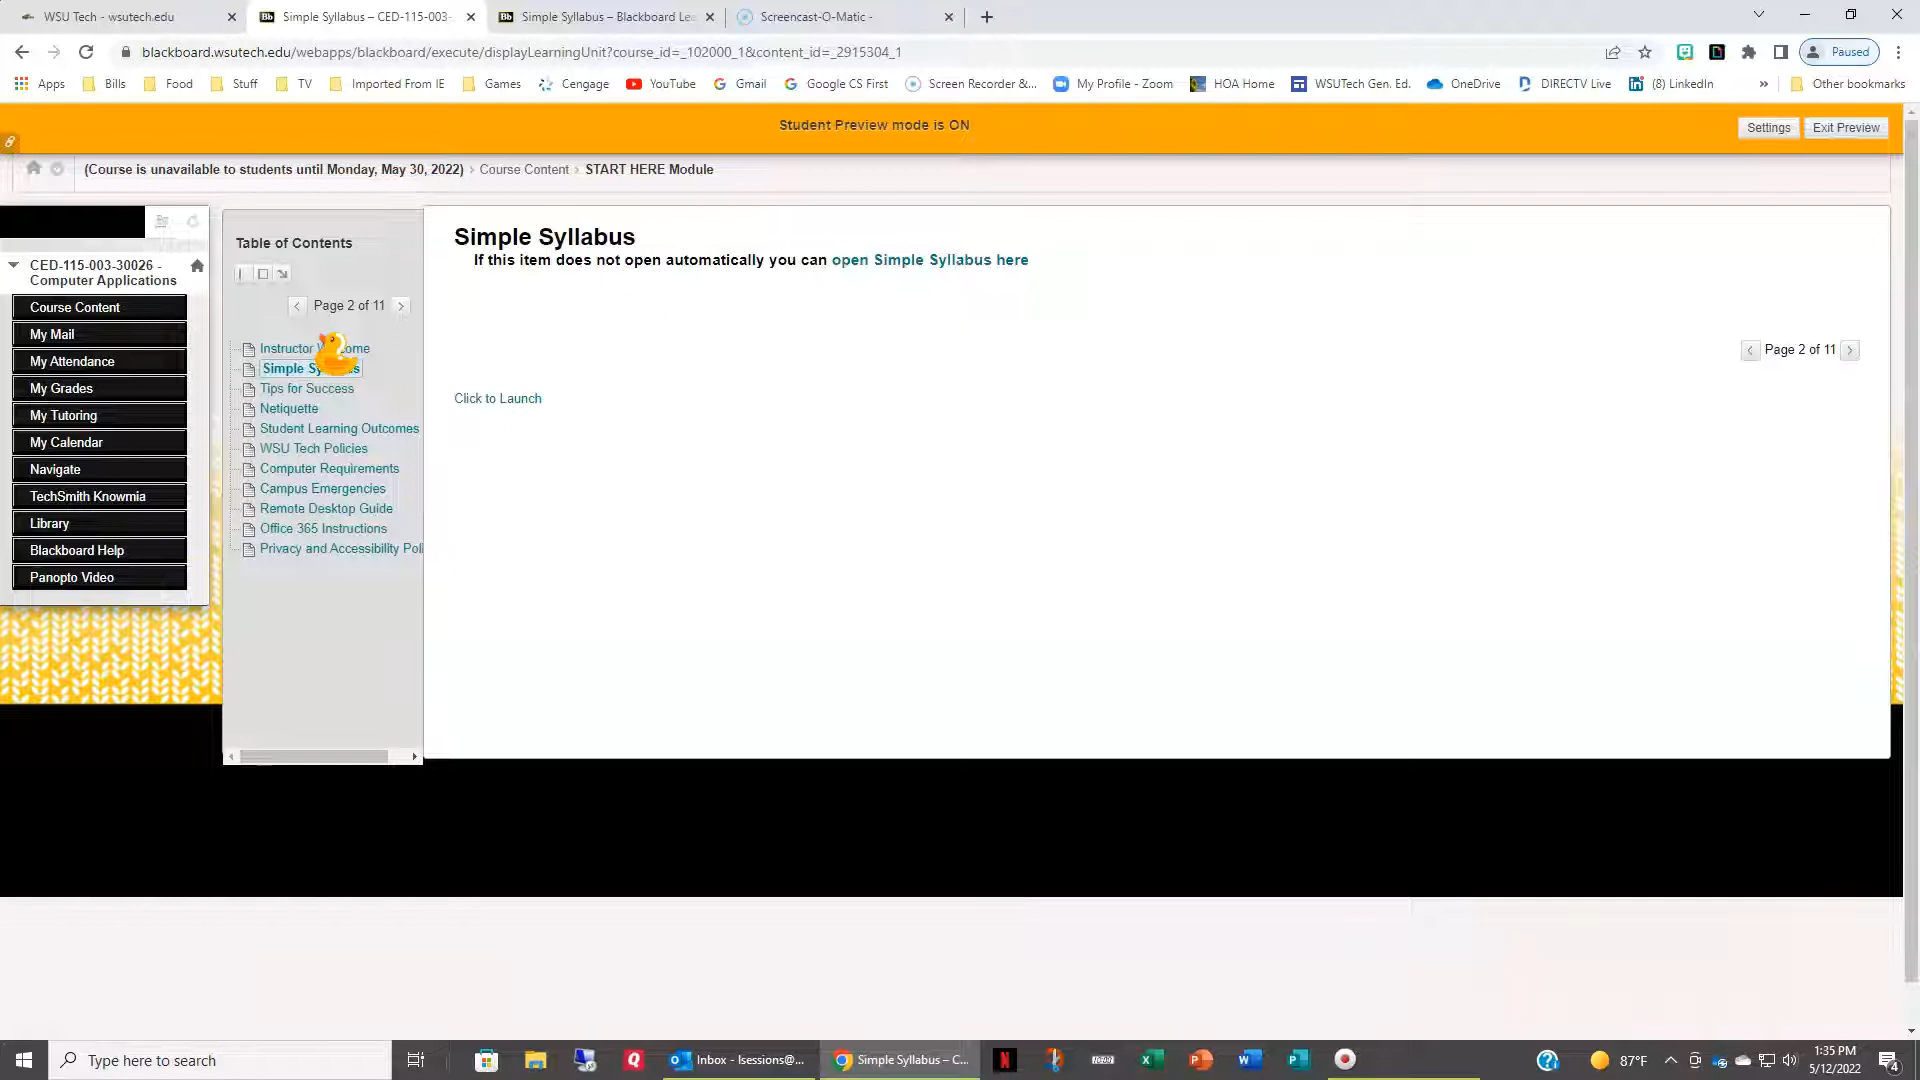 WSU Tech - wsutech.edu
Simple Syllabus – CED-115-003-
Simple Syllabus – Blackboard Lea
Screencast-O-Matic -
blackboard.wsutech.edu/webapps/blackboard/execute/displayLearningUnit?course_id=_102000_1&content_id=_2915304_1
Paused
Apps
Bills
Food
Stuff
TV
Imported From IE
Games
Cengage
YouTube
Gmail
Google CS First
Screen Recorder &...
My Profile - Zoom
HOA Home
WSUTech Gen. Ed.
OneDrive
DIRECTV Live
(8) LinkedIn
»
Other bookmarks
Student Preview mode is ON
Settings
Exit Preview
(Course is unavailable to students until Monday, May 30, 2022) > Course Content > START HERE Module
CED-115-003-30026 -
Computer Applications
Course Content
My Mail
My Attendance
My Grades
My Tutoring
My Calendar
Navigate
TechSmith Knowmia
Library
Blackboard Help
Panopto Video
Table of Contents
Page 2 of 11
Instructor
Simple
Tips for Success
Netiquette
Student Learning Outcomes
WSU Tech Policies
Computer Requirements
Campus Emergencies
Remote Desktop Guide
Office 365 Instructions
Privacy and Accessibility Poli
Simple Syllabus
If this item does not open automatically you can open Simple Syllabus here
Page 2 of 11
Click to Launch
Type here to search
Inbox - lsessions@...
Simple Syllabus – C...
87°F
1:35 PM
5/12/2022
4